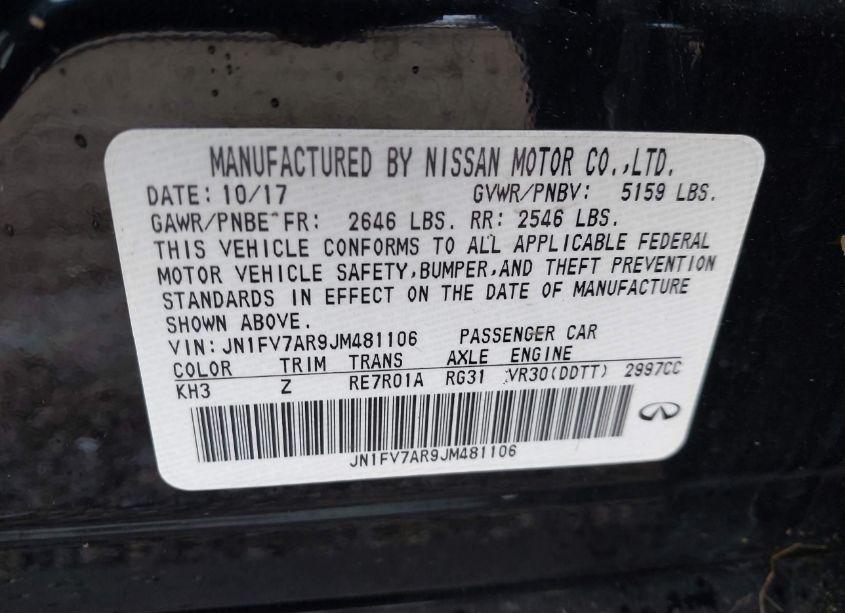 MANUFACTURED BY NISSAN MOTOR CO.,LTD.
DATE: 10/17 GVWR/PNBV: 5159 LBS.
GAWR/PNBE FR: 2646 LBS. RR: 2546 LBS.
THIS VEHICLE CONFORMS TO ALL APPLICABLE FEDERAL
MOTOR VEHICLE SAFETY,BUMPER,AND THEFT PREVENTION
STANDARDS IN EFFECT ON THE DATE OF MANUFACTURE
SHOWN ABOVE.
VIN:JN1FV7AR9JM481106 PASSENGER CAR
COLOR TRIM TRANS AXLE ENGINE
KH3 Z RE7R01A RG31 VR30(DDTT) 2997CC
JN1FV7AR9JM481106